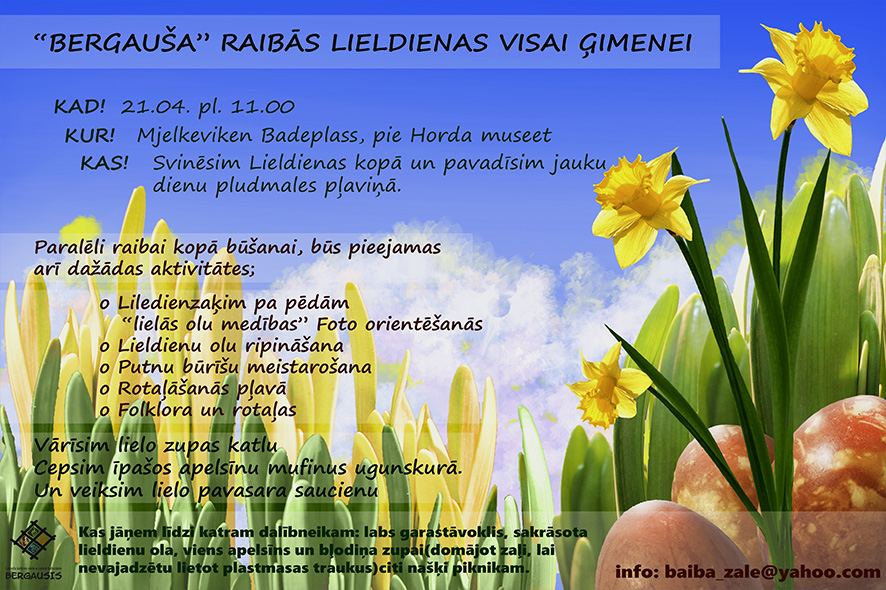 “BERGAUŠA” RAIBĀS LIELDIENAS VISAI ĢIMENEI
KAD! 21.04. pl. 11.00
KUR! Mjelkeviken Badeplass, pie Horda museet
KAS! Svinēsim Lieldienas kopā un pavadīsim jauku
dienu pludmales pļaviņā.
Paralēli raibai kopā būšanai, būs pieejamas
arī dažādas aktivitātes;
o Liledienzaķim pa pēdām
“lielās olu medības” Foto orientēšanās
o Lieldienu olu ripināšana
o Putnu būrīšu meistarošana
o Rotaļāšanās pļavā
o Folklora un rotaļas
Vārīsim lielo zupas katlu
Cepsim īpašos apelsīnu mufinus ugunskurā.
Un veiksim lielo pavasara saucienu
Kas jāņem līdzi katram dalībneikam: labs garastāvoklis, sakrāsota
lieldienu ola, viens apelsīns un bļodiņa zupai(domājot zaļi, lai
nevajadzētu lietot plastmasas traukus)citi našķi piknikam.
BERGAUSIS
info: baiba_zale@yahoo.com